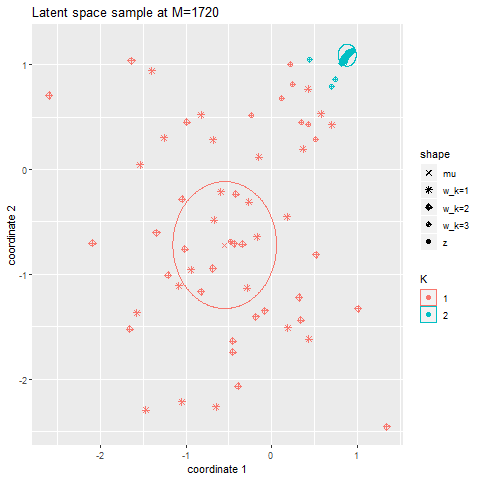 Latent space sample at M=1720
coordinate 2
1
0
-1
-2
-2
-1
0
1
coordinate 1
shape
mu
w_k=1
w_k=2
w_k=3
z
K
1
2